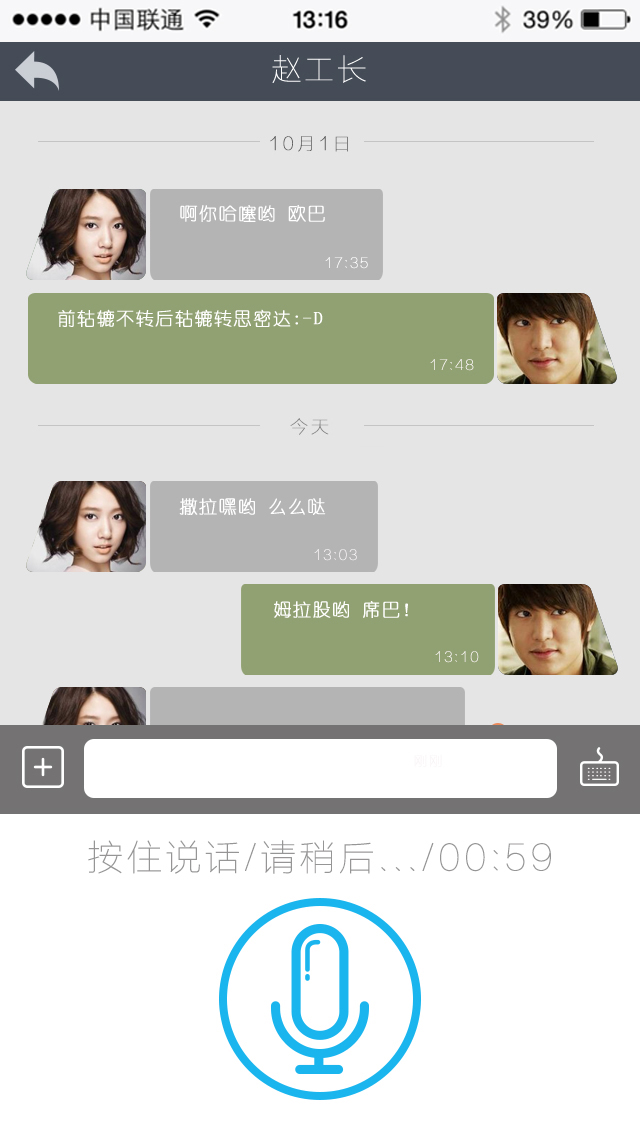 中国联通 13:16 39%
赵工长
10月1日
啊你哈噻哟 欧巴
17:35
前轱辘不转后轱辘转思密达:-D
17:48
今天
撒拉嘿哟 么么哒
13:03
姆拉股哟 席巴!
13:10
按住说话/请稍后.../00:59